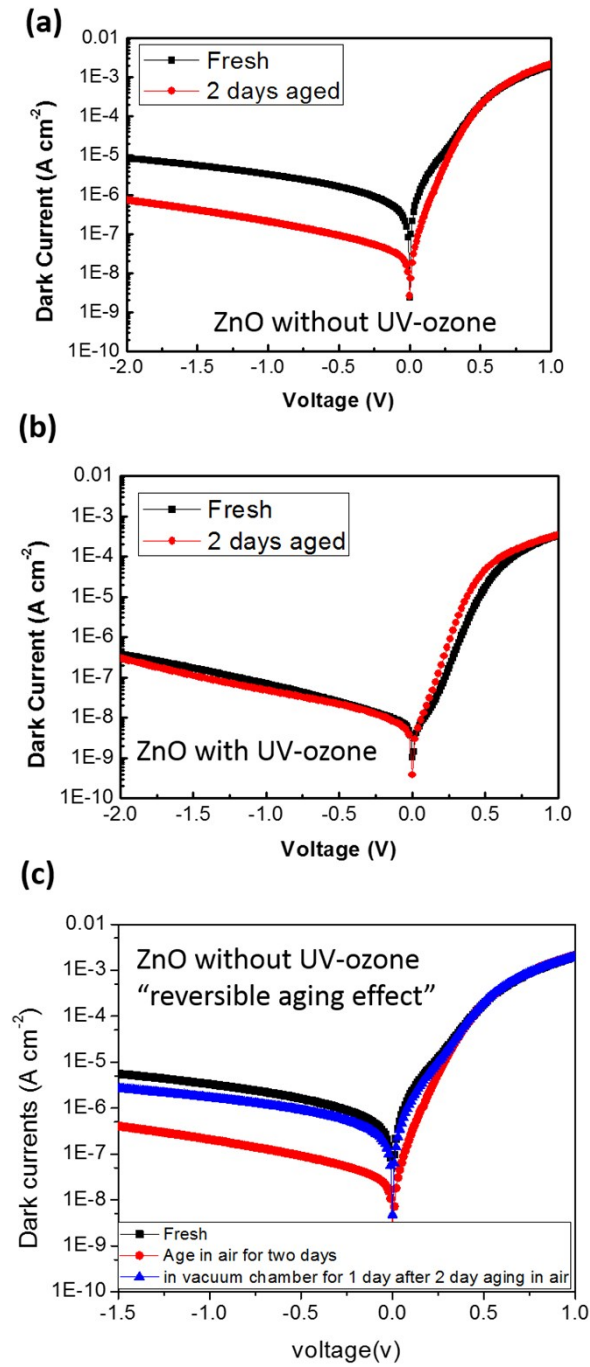 (a)
0.01
1E-3
1E-4
1E-5
1E-6
1E-7
1E-8
1E-9
1E-10
Dark Current (A cm-2)
Fresh
2 days aged
ZnO without UV-ozone
-2.0 -1.5 -1.0 -0.5 0.0 0.5 1.0
Voltage (V)
(b)
0.01
1E-3
1E-4
1E-5
1E-6
1E-7
1E-8
1E-9
1E-10
Dark Current (A cm-2)
Fresh
2 days aged
ZnO with UV-ozone
-2.0 -1.5 -1.0 -0.5 0.0 0.5 1.0
Voltage (V)
(c)
0.01
1E-3
1E-4
1E-5
1E-6
1E-7
1E-8
1E-9
1E-10
Dark currents (A cm-2)
ZnO without UV-ozone
“reversible aging effect”
Fresh
Age in air for two days
in vacuum chamber for 1 day after 2 day aging in air
-1.5 -1.0 -0.5 0.0 0.5 1.0
voltage(v)